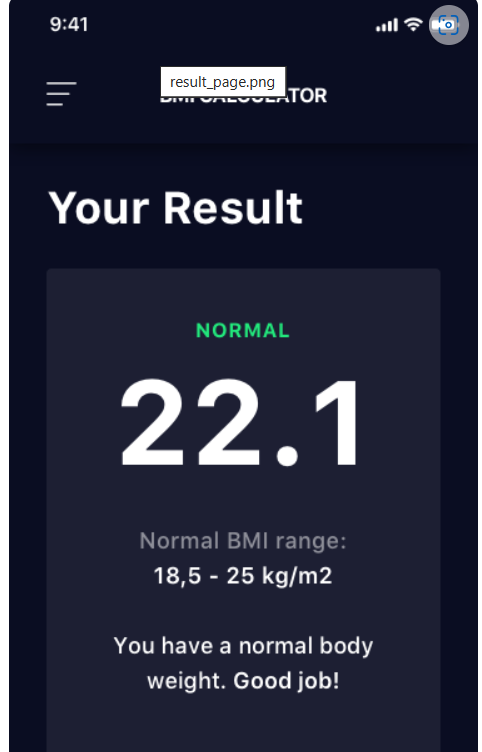 9:41
result_page.png
CALCULATOR
Your Result
NORMAL
22.1
Normal BMI range:
18,5 - 25 kg/m2
You have a normal body
weight. Good job!